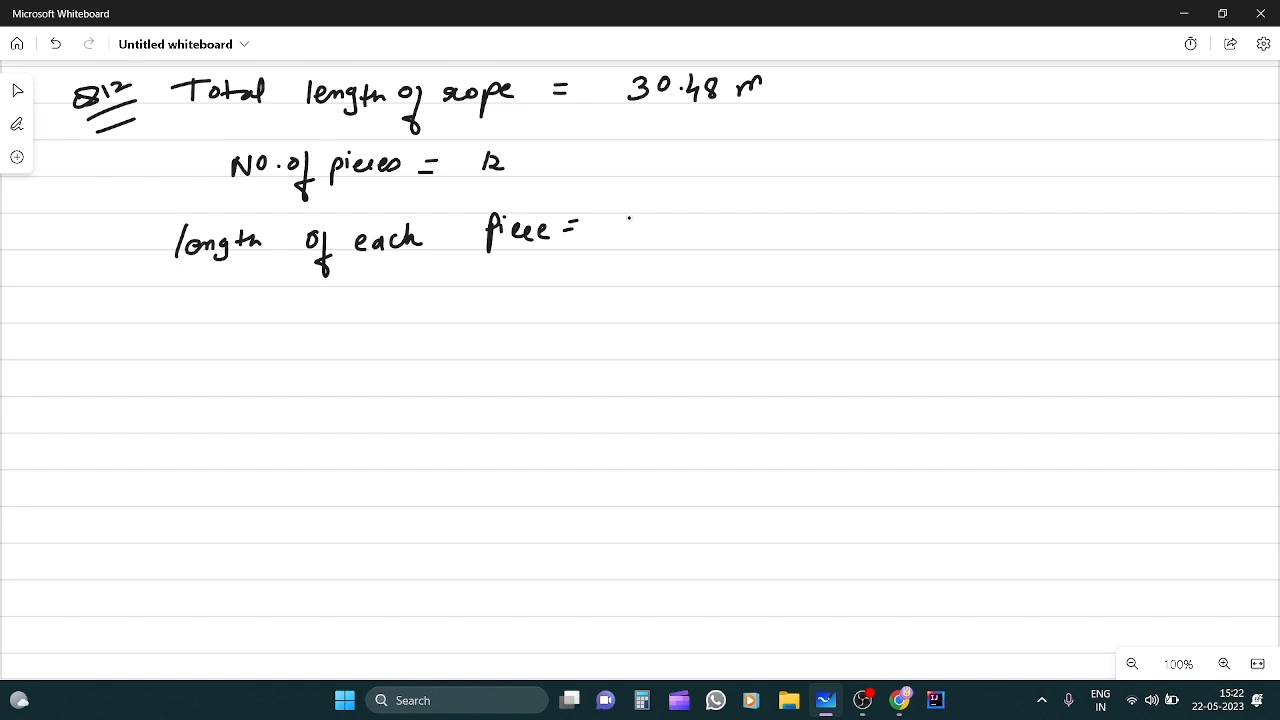 Microsoft Whiteboard
Untitled whiteboard
Q12 Total length of rope = 30.48 m
No. of pieces = 12
length of each piece =
100%
Search
ENG
IN
15:22
22-05-2023